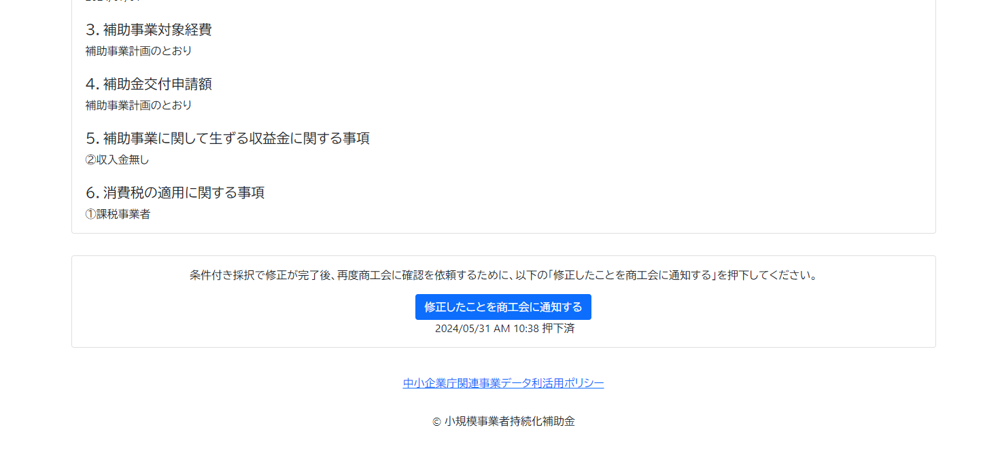 3. 補助事業対象経費
補助事業計画のとおり
4. 補助金交付申請額
補助事業計画のとおり
5. 補助事業に関して生ずる収益金に関する事項
②収入金無し
6. 消費税の適用に関する事項
①課税事業者
条件付き採択で修正が完了後、再度商工会に確認を依頼するために、以下の「修正したことを商工会に通知する」を押下してください。
修正したことを商工会に通知する
2024/05/31 AM 10:38 押下済
中小企業庁関連事業データ利活用ポリシー
© 小規模事業者持続化補助金